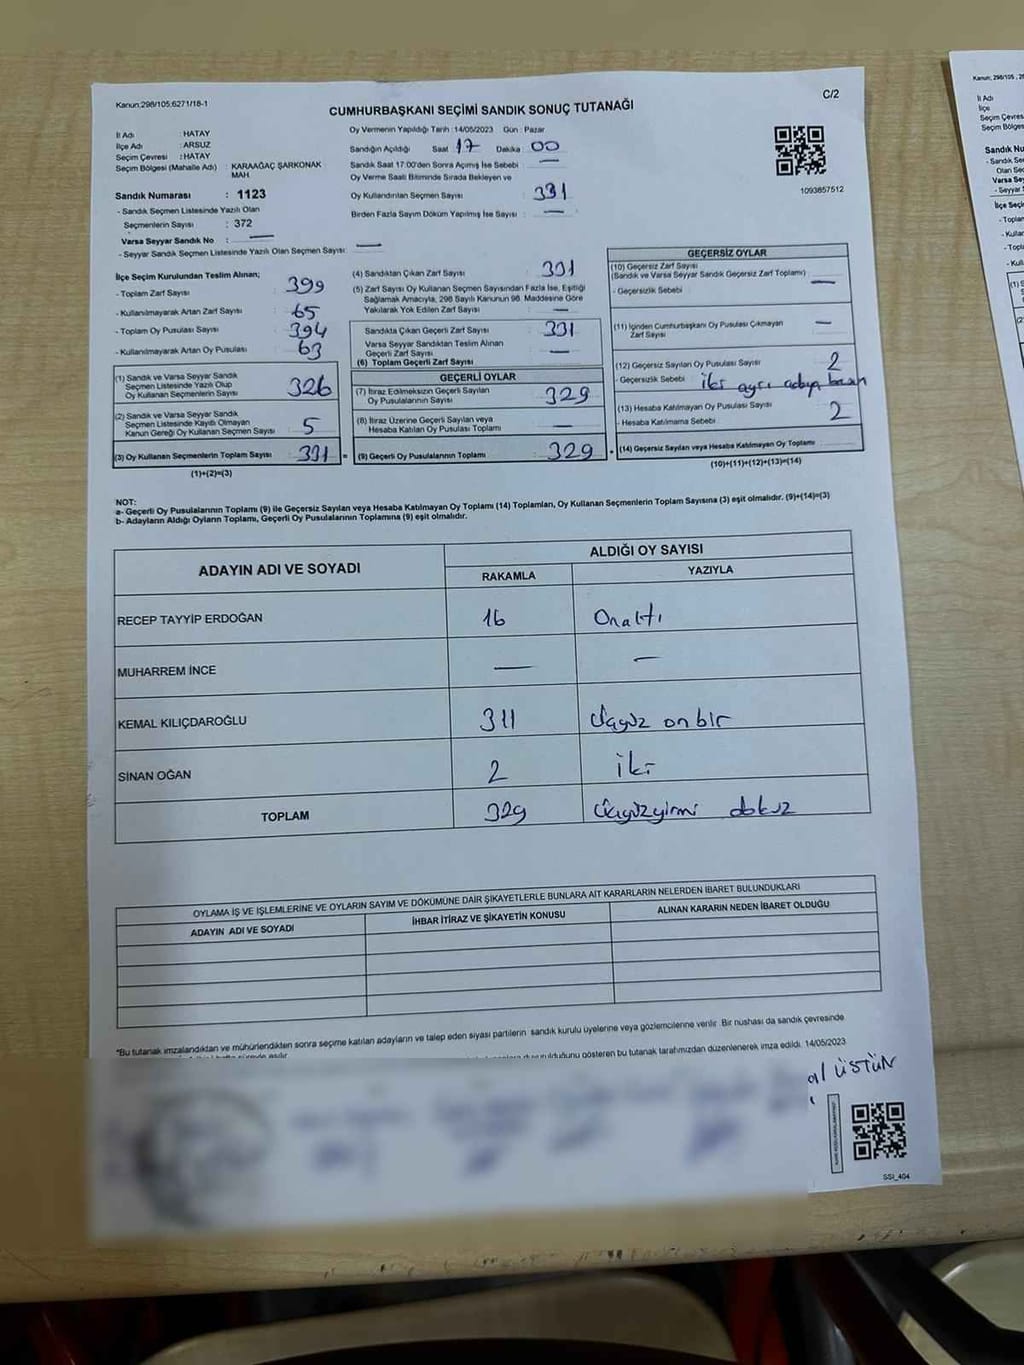 Kanun;298/105;6271/18-1
C/2
CUMHURBAŞKANI SEÇİMİ SANDIK SONUÇ TUTANAĞI
İl Adı : HATAY
İlçe Adı : ARSUZ
Seçim Çevresi : HATAY
Seçim Bölgesi (Mahalle Adı) : KARAAĞAÇ ŞARKONAK MAH.
Sandık Numarası : 1123
- Sandık Seçmen Listesinde Yazılı Olan
Seçmenlerin Sayısı : 372
Varsa Seyyar Sandık No : —
- Seyyar Sandık Seçmen Listesinde Yazılı Olan Seçmen Sayısı: —
Oy Vermenin Yapıldığı Tarih : 14/05/2023 Gün : Pazar
Sandığın Açıldığı Saat 17 Dakika : 00
Sandık Saat 17:00'den Sonra Açılmış İse Sebebi : —
Oy Verme Saati Bitiminde Sırada Bekleyen ve
Oy Kullandırılan Seçmen Sayısı : 331
Birden Fazla Sayım Döküm Yapılmış İse Sayısı : —
1093857512
İlçe Seçim Kurulundan Teslim Alınan;
- Toplam Zarf Sayısı : 399
- Kullanılmayarak Artan Zarf Sayısı : 65
- Toplam Oy Pusulası Sayısı : 394
- Kullanılmayarak Artan Oy Pusulası : 63
(1) Sandık ve Varsa Seyyar Sandık
Seçmen Listesinde Yazılı Olup
Oy Kullanan Seçmenlerin Sayısı : 326
(2) Sandık ve Varsa Seyyar Sandık
Seçmen Listesinde Kayıtlı Olmayan
Kanun Gereği Oy Kullanan Seçmen Sayısı : 5
(3) Oy Kullanan Seçmenlerin Toplam Sayısı : 331
(1)+(2)=(3)
(4) Sandıktan Çıkan Zarf Sayısı : 331
(5) Zarf Sayısı Oy Kullanan Seçmen Sayısından Fazla İse, Eşitliği
Sağlamak Amacıyla, 298 Sayılı Kanunun 98. Maddesine Göre
Yakılarak Yok Edilen Zarf Sayısı : —
Sandıkta Çıkan Geçerli Zarf Sayısı : 331
Varsa Seyyar Sandıktan Teslim Alınan
Geçerli Zarf Sayısı : —
(6) Toplam Geçerli Zarf Sayısı
GEÇERLİ OYLAR
(7) İtiraz Edilmeksizin Geçerli Sayılan
Oy Pusulasının Sayısı : 329
(8) İtiraz Üzerine Geçerli Sayılan veya
Hesaba Katılan Oy Pusulası Toplamı : —
= (9) Geçerli Oy Pusulalarının Toplamı : 329 +
GEÇERSİZ OYLAR
(10) Geçersiz Zarf Sayısı
(Sandık ve Varsa Seyyar Sandık Geçersiz Zarf Toplamı) : —
- Geçersizlik Sebebi :
(11) İçinden Cumhurbaşkanı Oy Pusulası Çıkmayan
Zarf Sayısı : —
(12) Geçersiz Sayılan Oy Pusulası Sayısı : 2
- Geçersizlik Sebebi : iki ayrı adaya basan
(13) Hesaba Katılmayan Oy Pusulası Sayısı : 2
- Hesaba Katılmama Sebebi :
(14) Geçersiz Sayılan veya Hesaba Katılmayan Oy Toplamı
(10)+(11)+(12)+(13)=(14)
NOT:
a- Geçerli Oy Pusulalarının Toplamı (9) ile Geçersiz Sayılan veya Hesaba Katılmayan Oy Toplamı (14) Toplamları, Oy Kullanan Seçmenlerin Toplam Sayısına (3) eşit olmalıdır. (9)+(14)=(3)
b- Adayların Aldığı Oyların Toplamı, Geçerli Oy Pusulalarının Toplamına (9) eşit olmalıdır.
ADAYIN ADI VE SOYADI ALDIĞI OY SAYISI
RAKAMLA YAZIYLA
RECEP TAYYİP ERDOĞAN 16 Onaltı
MUHARREM İNCE — —
KEMAL KILIÇDAROĞLU 311 Üçyüz onbir
SİNAN OĞAN 2 iki
TOPLAM 329 Üçyüzyirmi dokuz
OYLAMA İŞ VE İŞLEMLERİNE VE OYLARIN SAYIM VE DÖKÜMÜNE DAİR ŞİKAYETLERLE BUNLARA AİT KARARLARIN NELERDEN İBARET BULUNDUKLARI
ADAYIN ADI VE SOYADI İHBAR İTİRAZ VE ŞİKAYETİN KONUSU ALINAN KARARIN NEDEN İBARET OLDUĞU
*Bu tutanak imzalandıktan ve mühürlendikten sonra seçime katılan adayların ve talep eden siyasi partilerin sandık kurulu üyelerine veya gözlemcilerine verilir. Bir nüshası da sandık çevresinde
gösteren bu tutanak tarafımızdan düzenlenerek imza edildi. 14/05/2023
ÜSTÜN
SSI_404
Kanun; 298/105
İl Adı
İlçe
Seçim Çevres
Seçim Bölges
Sandık Nu